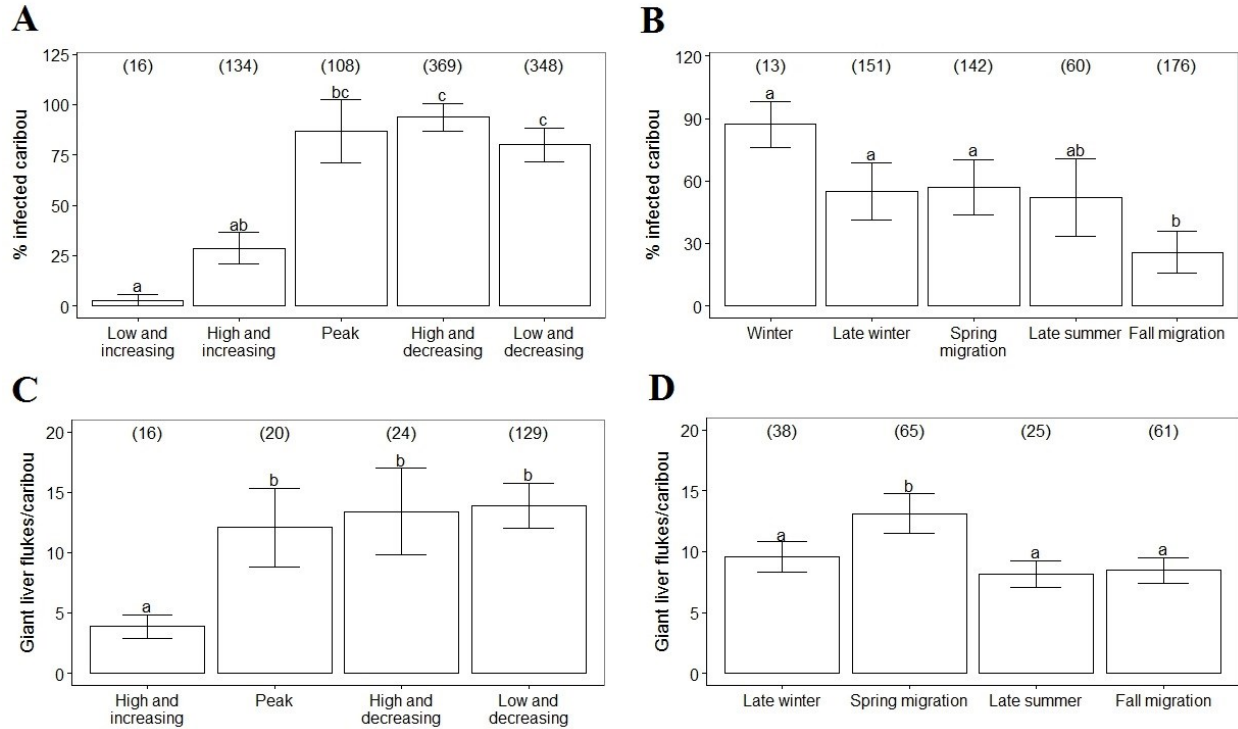 A
% infected caribou
125
100
75
50
25
0
(16) (134) (108) (369) (348)
a ab bc c c
Low and increasing
High and increasing
Peak
High and decreasing
Low and decreasing
B
% infected caribou
120
90
60
30
0
(13) (151) (142) (60) (176)
a a a ab b
Winter
Late winter
Spring migration
Late summer
Fall migration
C
Giant liver flukes/caribou
20
15
10
5
0
(16) (20) (24) (129)
a b b b
High and increasing
Peak
High and decreasing
Low and decreasing
D
Giant liver flukes/caribou
20
15
10
5
0
(38) (65) (25) (61)
a b a a
Late winter
Spring migration
Late summer
Fall migration